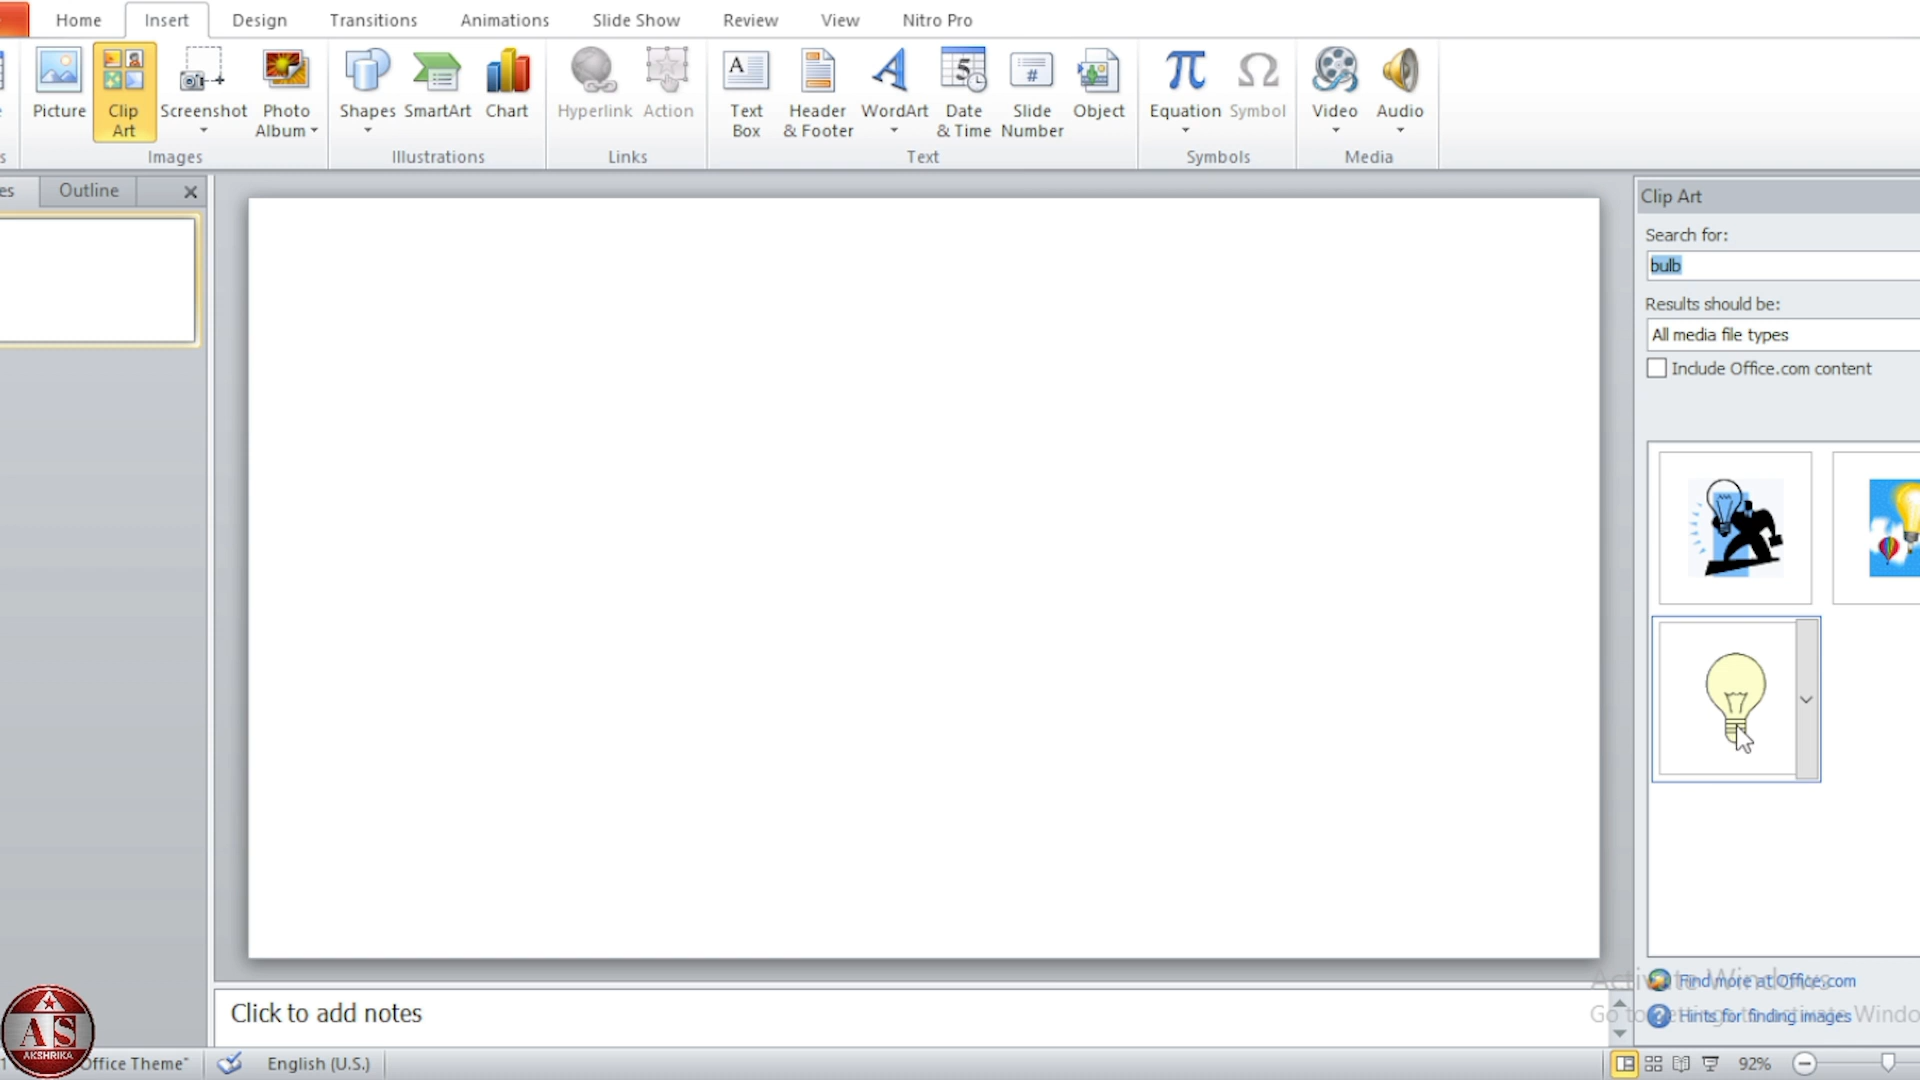 Home Insert Design Transitions Animations Slide Show Review View Nitro Pro
Picture Clip Art Screenshot Photo Album Shapes SmartArt Chart Hyperlink Action Text Box Header & Footer WordArt Date & Time Slide Number Object Equation Symbol Video Audio
Images Illustrations Links Text Symbols Media
Outline
Clip Art
Search for:
bulb
Results should be:
All media file types
Include Office.com content
Find more at Office.com
Hints for finding images
Activate Windows
Click to add notes
AS
AKSHRIKA
Office Theme"
English (U.S.)
92%